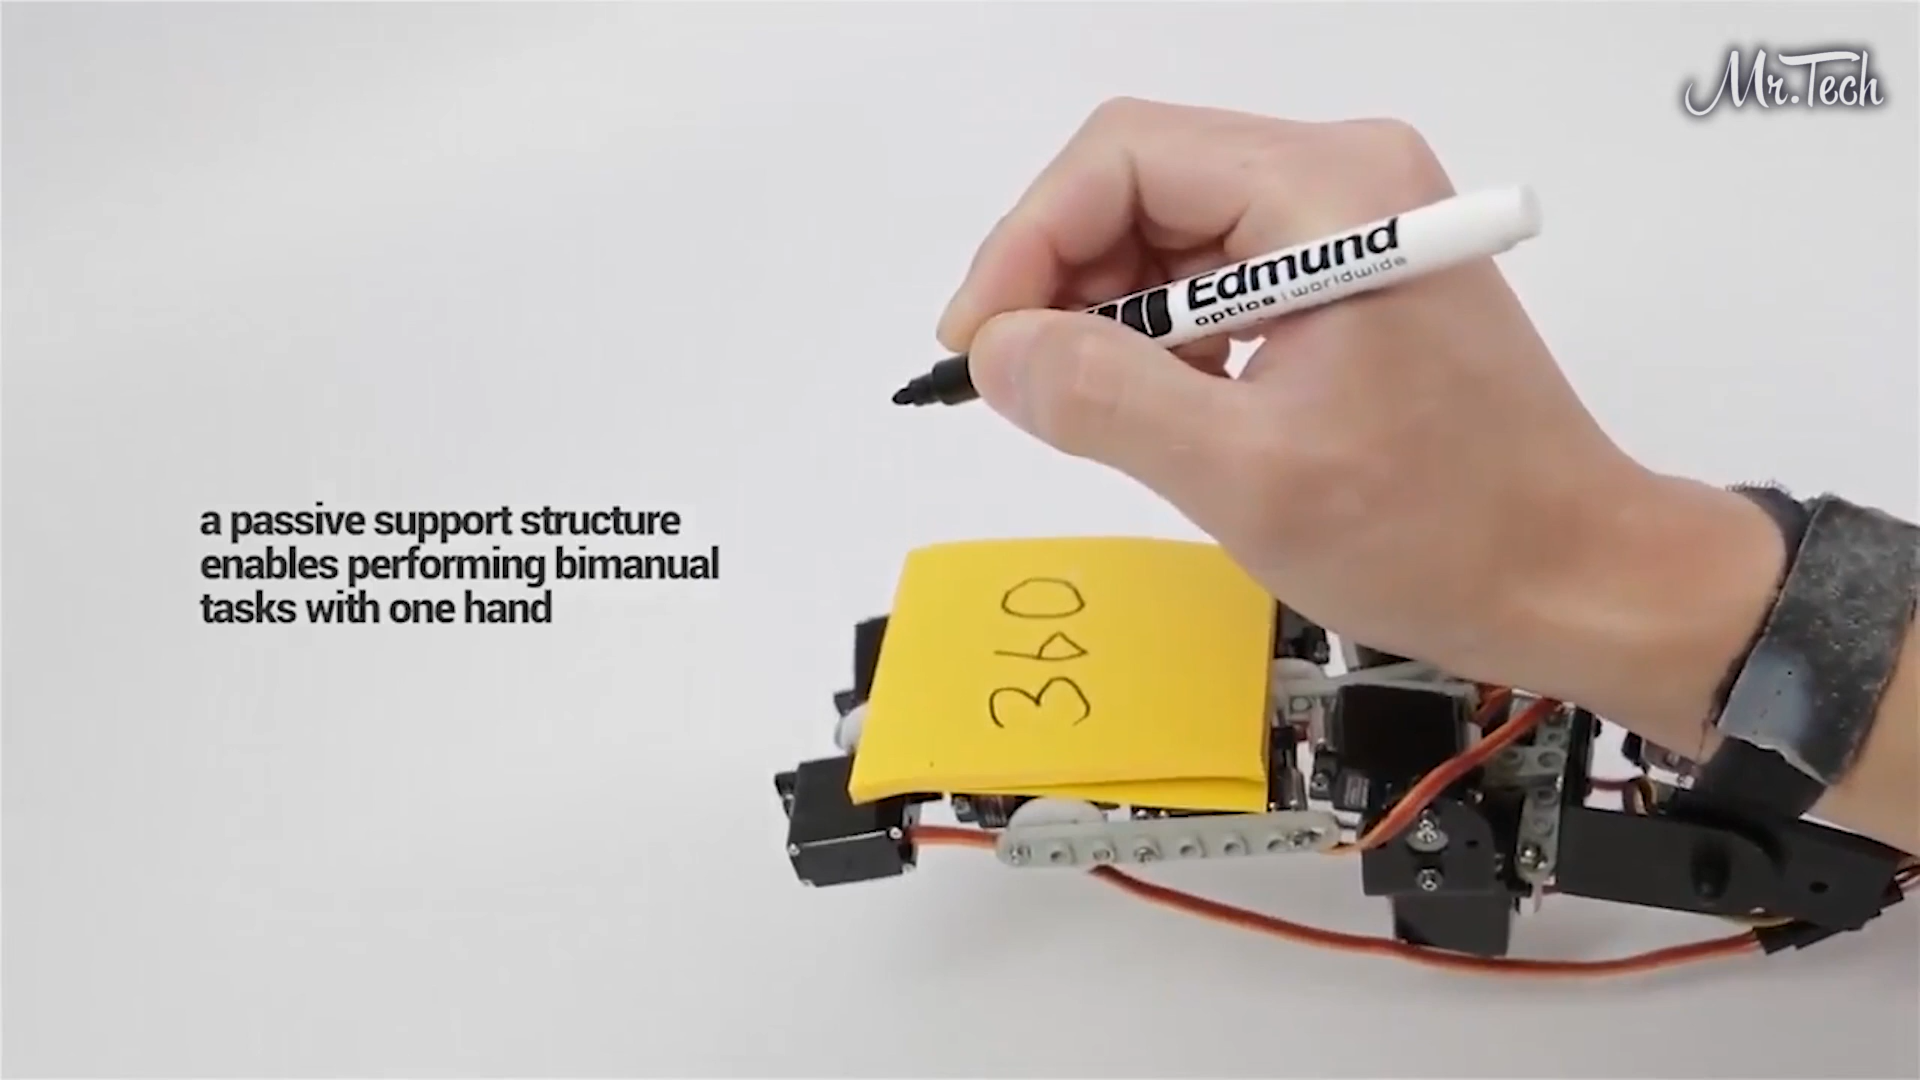 Mr.Tech
Edmund
optics | worldwide
a passive support structure
enables performing bimanual
tasks with one hand
360